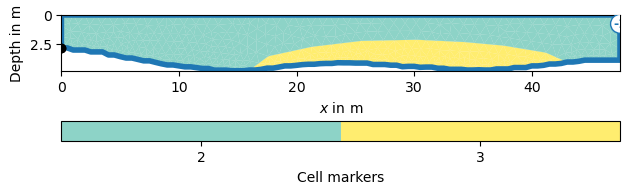 0
2.5
Depth in m
0 10 20 30 40
x in m
2 3
Cell markers